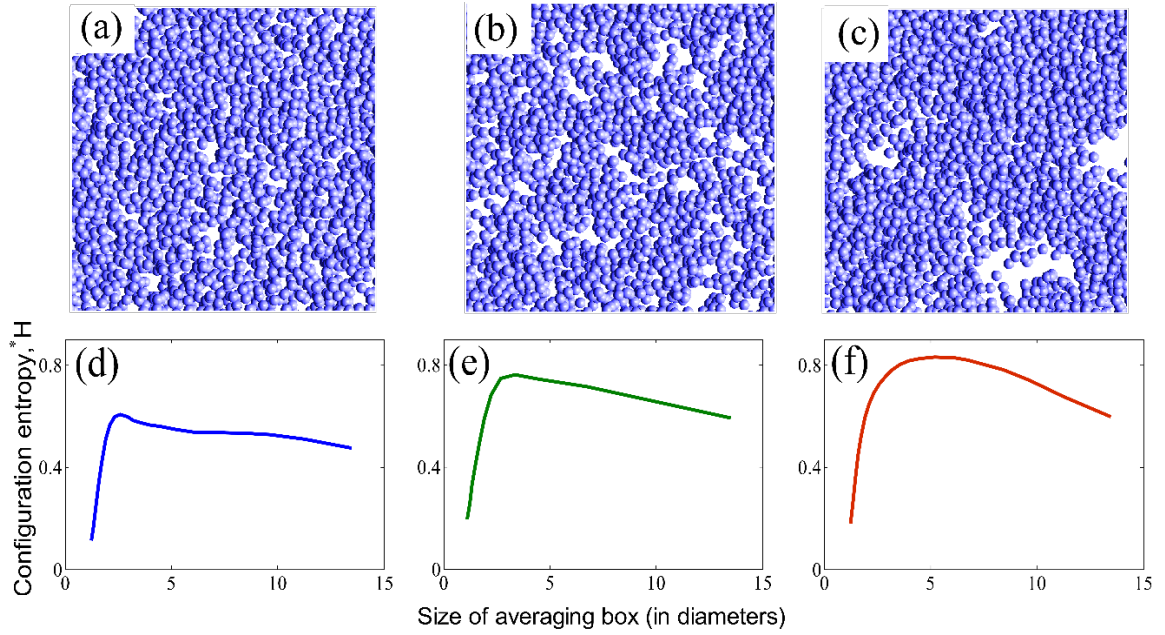 (a)
(b)
(c)
Configuration entropy,*H
(d)
(e)
(f)
0.8
0.4
0
0.8
0.4
0
0.8
0.4
0
0 5 10 15
0 5 10 15
0 5 10 15
Size of averaging box (in diameters)